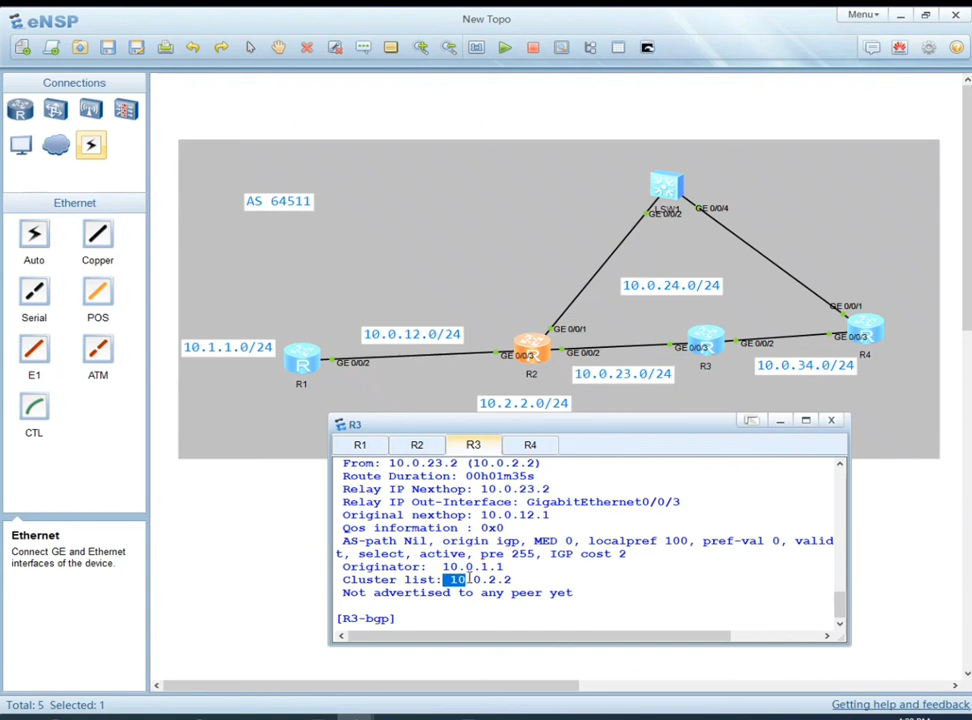 eNSP
New Topo
Menu
Connections
Ethernet
Auto
Copper
Serial
POS
E1
ATM
CTL
Ethernet
Connect GE and Ethernet
interfaces of the device.
AS 64511
LSW1
GE 0/0/2
GE 0/0/4
10.0.24.0/24
GE 0/0/1
GE 0/0/1
10.0.12.0/24
10.1.1.0/24
GE 0/0/2
GE 0/0/3
GE 0/0/2
GE 0/0/3
GE 0/0/2
GE 0/0/3
R1
R2
R3
R4
10.0.23.0/24
10.0.34.0/24
10.2.2.0/24
R3
R1
R2
R3
R4
From: 10.0.23.2 (10.0.2.2)
Route Duration: 00h01m35s
Relay IP Nexthop: 10.0.23.2
Relay IP Out-Interface: GigabitEthernet0/0/3
Original nexthop: 10.0.12.1
Qos information : 0x0
AS-path Nil, origin igp, MED 0, localpref 100, pref-val 0, valid
t, select, active, pre 255, IGP cost 2
Originator: 10.0.1.1
Cluster list: 10.0.2.2
Not advertised to any peer yet
[R3-bgp]
Total: 5 Selected: 1
Getting help and feedback